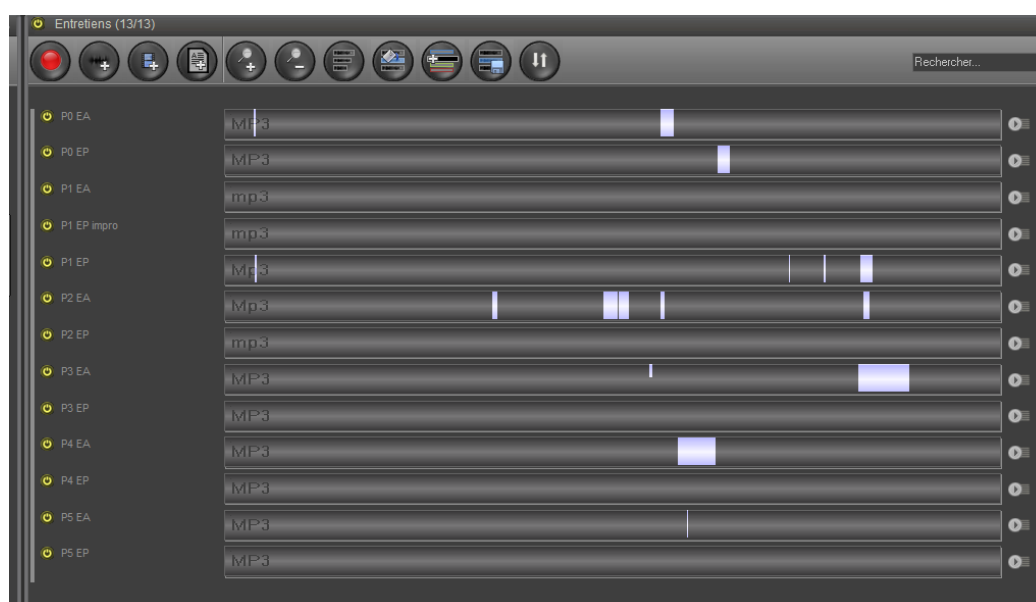 Entretiens (13/13)
Rechercher...
P0 EA
MP3
P0 EP
MP3
P1 EA
mp3
P1 EP impro
mp3
P1 EP
Mp3
P2 EA
Mp3
P2 EP
mp3
P3 EA
MP3
P3 EP
MP3
P4 EA
MP3
P4 EP
MP3
P5 EA
MP3
P5 EP
MP3